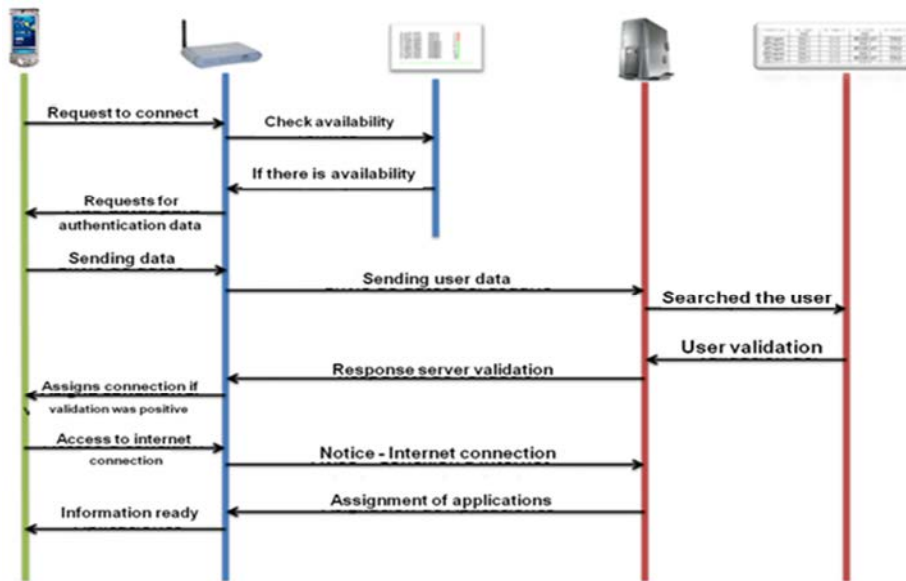 Request to connect
Check availability
If there is availability
Requests for
authentication data
Sending data
Sending user data
Searched the user
User validation
Response server validation
Assigns connection if
validation was positive
Access to internet
connection
Notice - Internet connection
Assignment of applications
Information ready